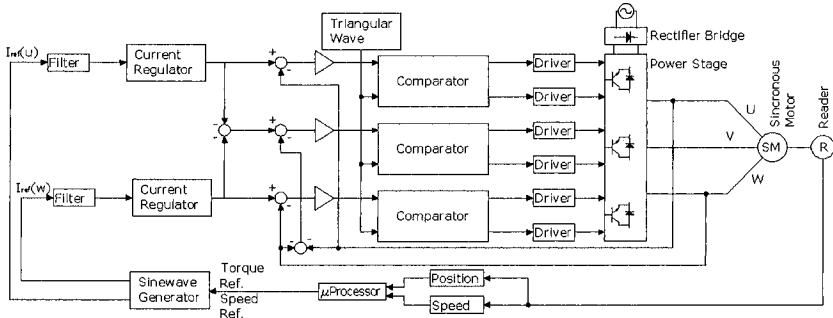 Triangular
Wave
Rectifier Bridge
Power Stage
Iref(U)
Filter
Current
Regulator
+
-
Comparator
Driver
Driver
U
Sincronous
Motor
Reader
-
-
+
-
Comparator
Driver
Driver
V
SM
R
W
Iref(W)
Filter
Current
Regulator
+
-
Comparator
Driver
Driver
-
-
Sinewave
Generator
Torque
Ref.
Speed
Ref.
µProcessor
Position
Speed